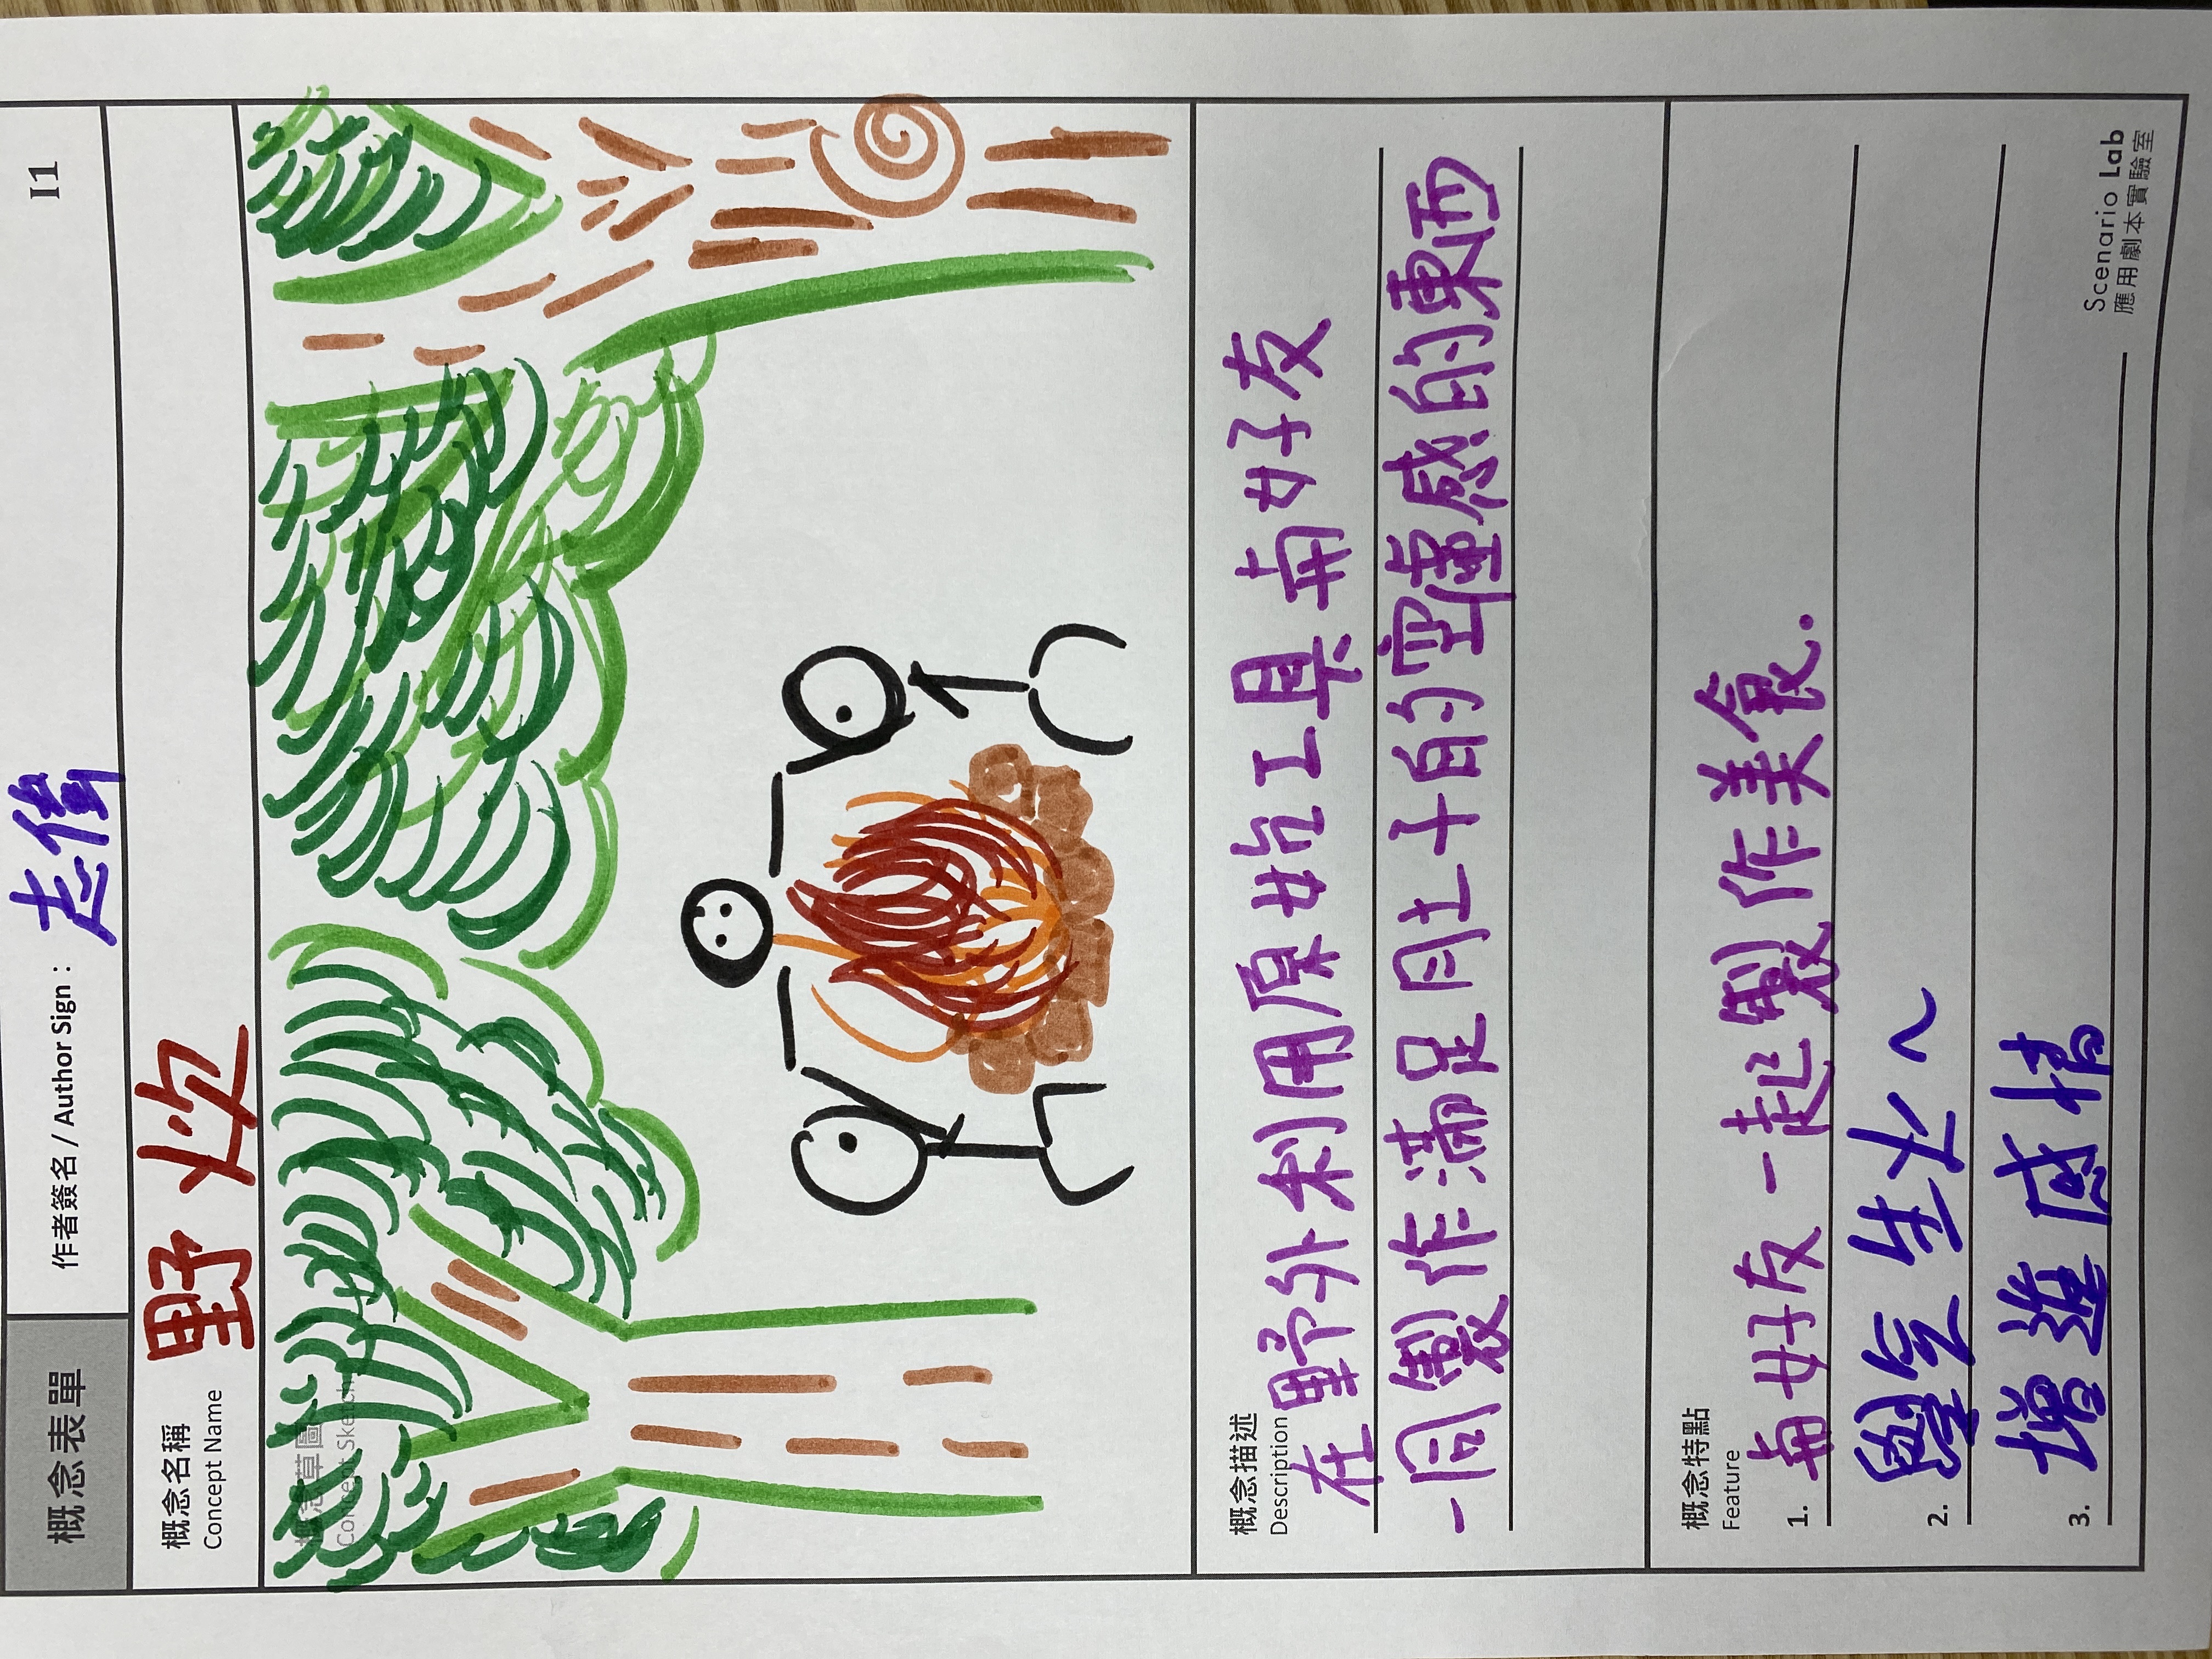 概念表單
作者簽名 / Author Sign： 志偉
I1
概念名稱
Concept Name
野炊
概念草圖
Concept Sketch
概念描述
Description
在野外利用原始工具與好友
一同製作滿足肚子的空虛感的東西
概念特點
Feature
1. 與好友一起製作美食.
2. 學会生火～
3. 增進感情
Scenario Lab
應用劇本實驗室